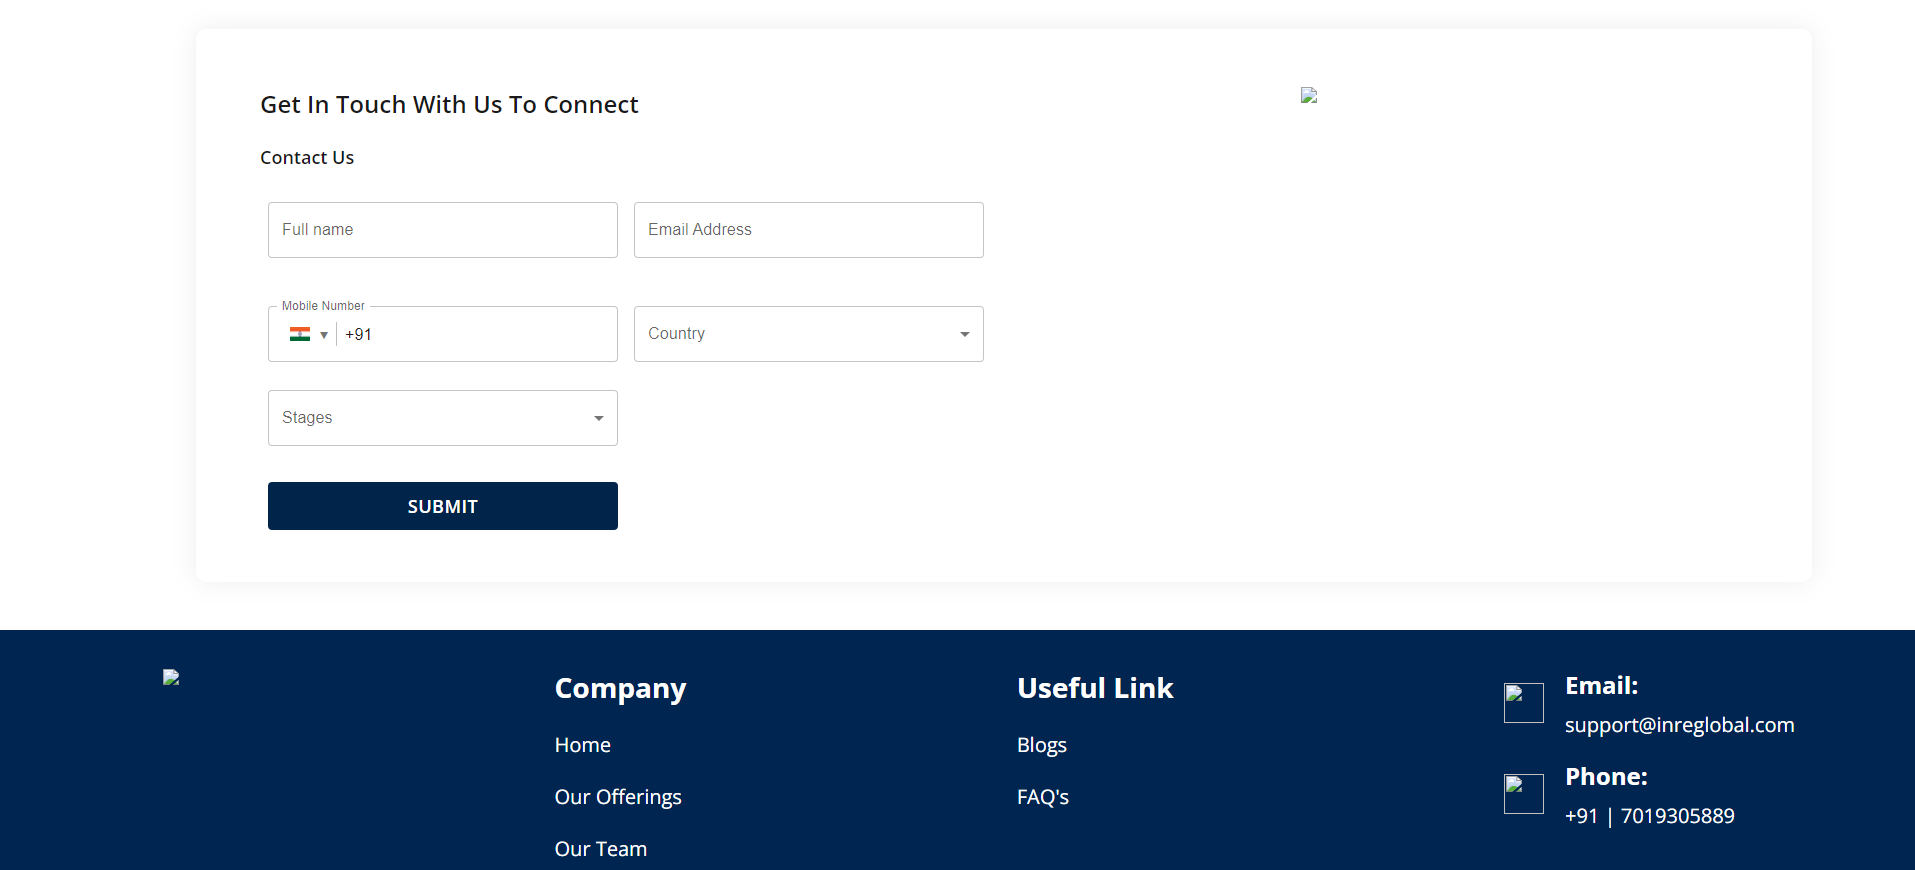 Get In Touch With Us To Connect
Contact Us
Full name
Email Address
Mobile Number
+91
Country
Stages
SUBMIT
Company
Home
Our Offerings
Our Team
Useful Link
Blogs
FAQ's
Email:
support@inreglobal.com
Phone:
+91 | 7019305889